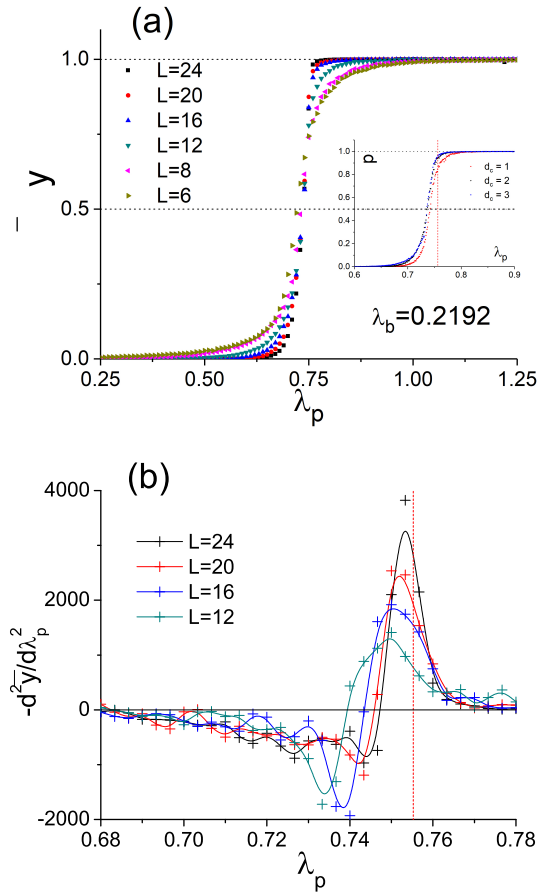 (a)
1.0
L=24
L=20
L=16
L=12
L=8
L=6
y
0.5
0.0
0.25 0.50 0.75 1.00 1.25
λp
p
1.0
0.8
0.6
0.4
0.2
0.0
dc = 1
dc = 2
dc = 3
λp
0.6 0.7 0.8 0.9
λb=0.2192
(b)
4000
L=24
L=20
L=16
L=12
2000
0
-2000
-d²y̅/dλp²
0.68 0.70 0.72 0.74 0.76 0.78
λp